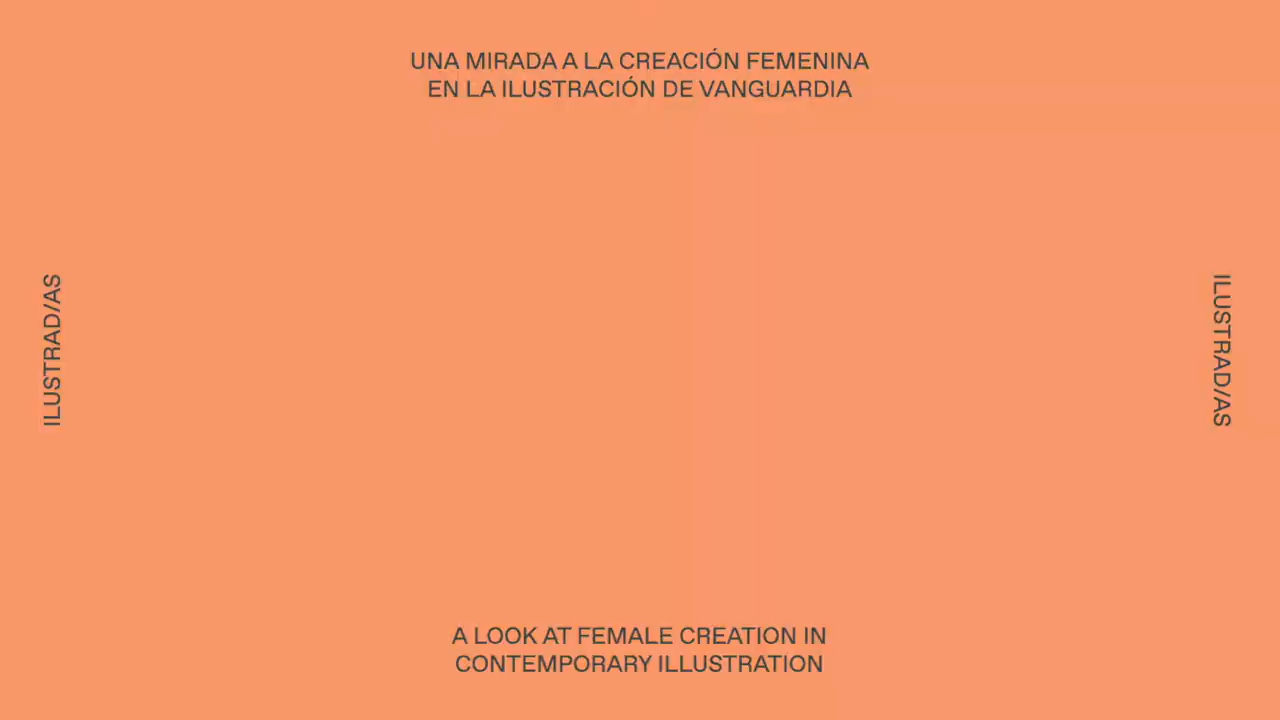 UNA MIRADA A LA CREACIÓN FEMENINA
EN LA ILUSTRACIÓN DE VANGUARDIA
ILUSTRAD/AS
ILUSTRAD/AS
A LOOK AT FEMALE CREATION IN
CONTEMPORARY ILLUSTRATION